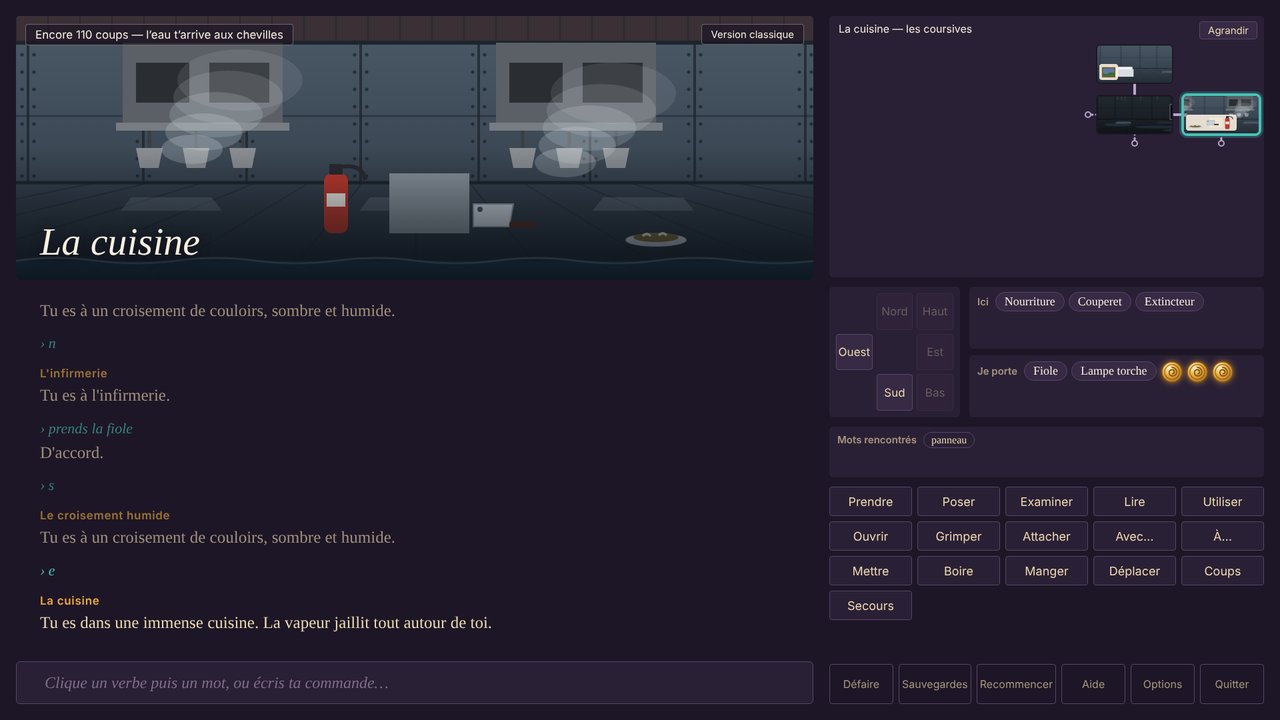 Encore 110 coups — l'eau t'arrive aux chevilles
Version classique
La cuisine
Tu es à un croisement de couloirs, sombre et humide.
› n
L'infirmerie
Tu es à l'infirmerie.
› prends la fiole
D'accord.
› s
Le croisement humide
Tu es à un croisement de couloirs, sombre et humide.
› e
La cuisine
Tu es dans une immense cuisine. La vapeur jaillit tout autour de toi.
Clique un verbe puis un mot, ou écris ta commande…
La cuisine — les coursives
Agrandir
Nord Haut
Ouest Est
Sud Bas
Ici Nourriture Couperet Extincteur
Je porte Fiole Lampe torche
Mots rencontrés panneau
Prendre Poser Examiner Lire Utiliser
Ouvrir Grimper Attacher Avec… À…
Mettre Boire Manger Déplacer Coups
Secours
Défaire Sauvegardes Recommencer Aide Options Quitter